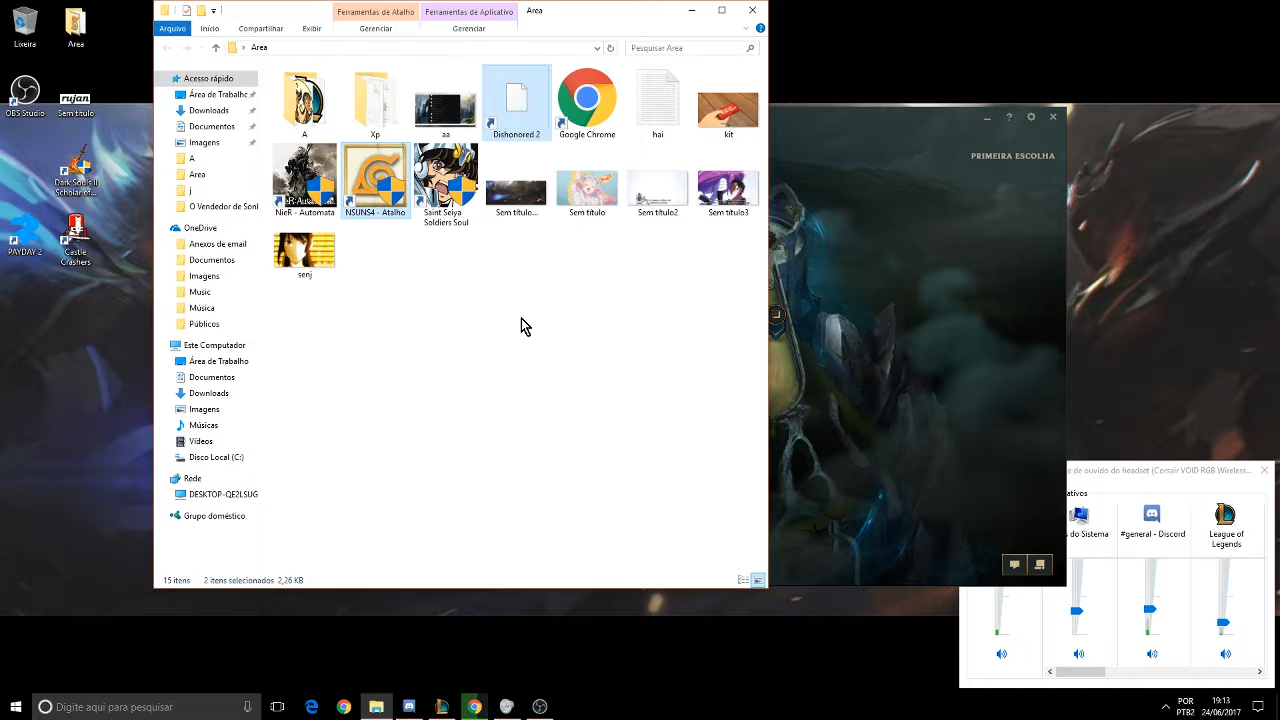 Lixeira
Area
OBS Studio
rujan
Sem título
Dark Souls II
Scholar of...
PAYDAY 2
Castle
Crashers
Ferramentas de Atalho
Ferramentas de Aplicativo
Area
Arquivo
Início
Compartilhar
Exibir
Gerenciar
Gerenciar
Area
Pesquisar Area
Acesso rápido
Área de Trabalho
Downloads
Documentos
Imagens
A
Area
j
O Vendedor de Sonl
OneDrive
Anexos de email
Documentos
Imagens
Music
Música
Públicos
Este Computador
Área de Trabalho
Documentos
Downloads
Imagens
Músicas
Vídeos
Disco Local (C:)
Rede
DESKTOP-QE2LSUG
Grupo doméstico
A
Xp
aa
Dishonored 2
Google Chrome
hai
kit
NieR - Automata
NSUNS4 - Atalho
Saint Seiya
Soldiers Soul
Sem título...
Sem título
Sem título2
Sem título3
senj
15 itens
2 itens selecionados 2,26 KB
PRIMEIRA ESCOLHA
e de ouvido do headset (Corsair VOID RGB Wireless...
ativos
do Sistema
#general - Discord
League of
Legends
Digite aqui para pesquisar
POR
PTB2
19:13
24/06/2017